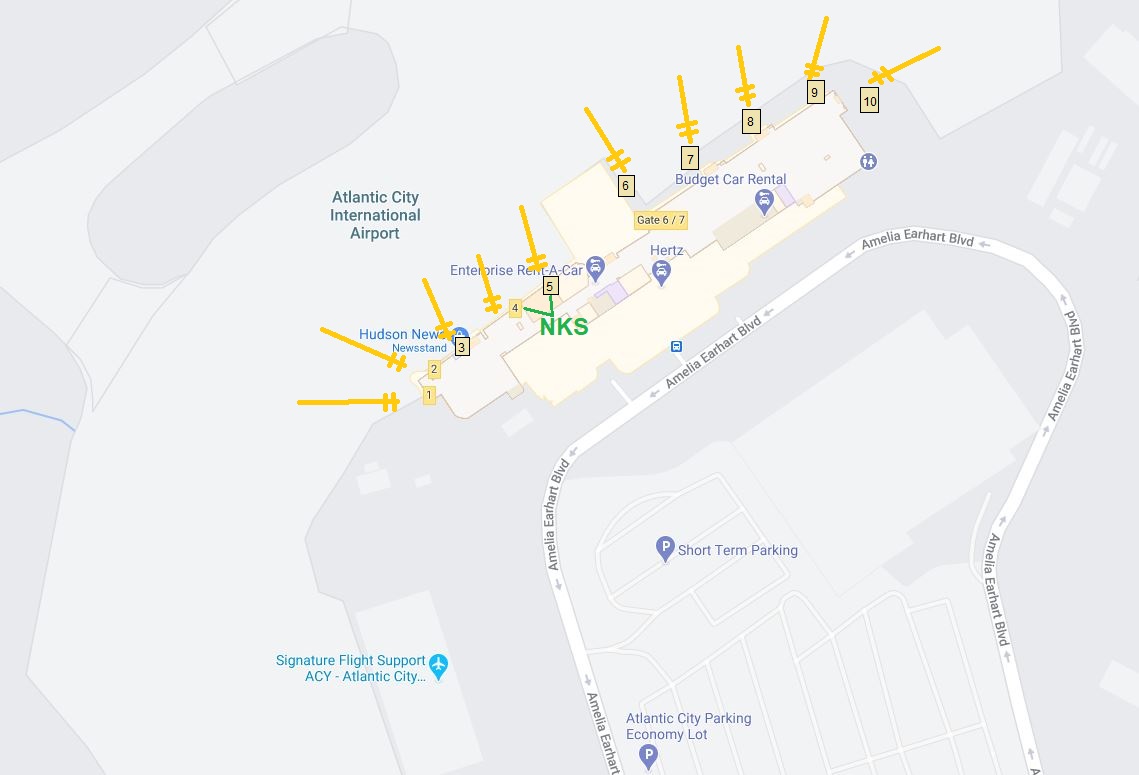 9
10
8
7
Budget Car Rental
6
Atlantic City
International
Airport
Gate 6 / 7
Amelia Earhart Blvd
Hertz
Enterprise Rent-A-Car
5
4
NKS
Hudson News
Newsstand
3
2
1
Amelia Earhart Blvd
Amelia Earhart Blvd
Amelia Earhart Blvd
P
Short Term Parking
Amelia Earhart Blvd
Signature Flight Support
ACY - Atlantic City...
Amelia Earhart
Atlantic City Parking
Economy Lot
P
A